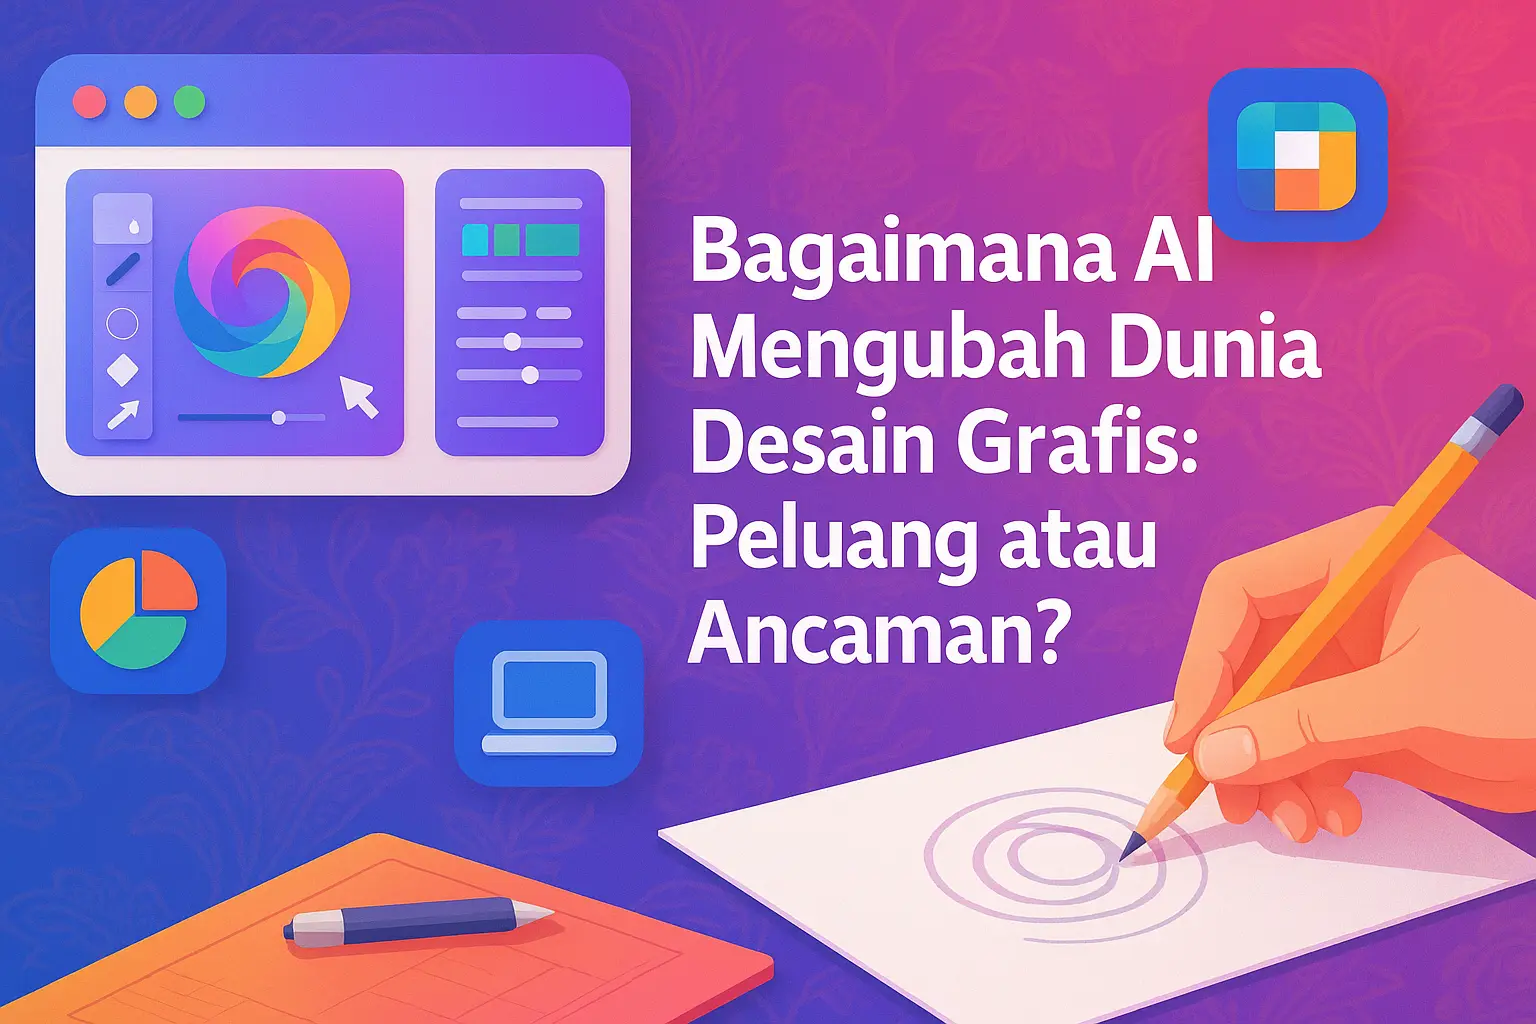 Bagaimana AI
Mengubah Dunia
Desain Grafis:
Peluang atau
Ancaman?